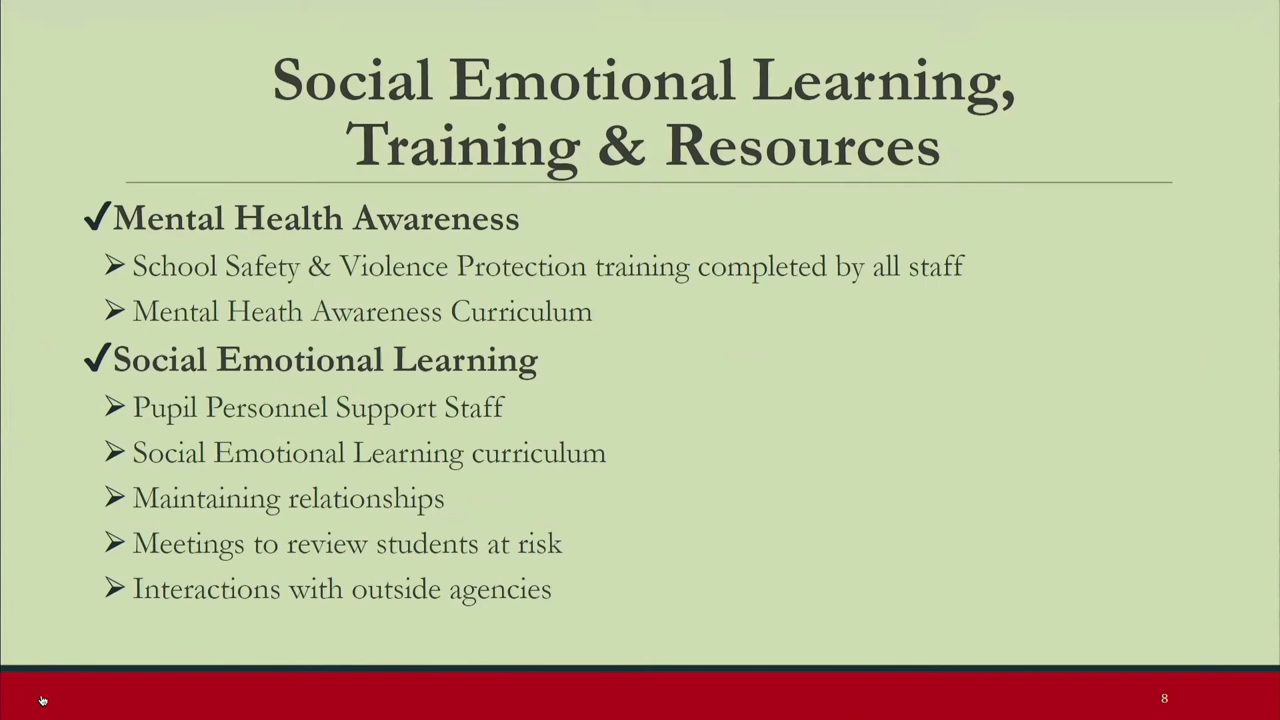 Social Emotional Learning,
Training & Resources
✓Mental Health Awareness
➢School Safety & Violence Protection training completed by all staff
➢Mental Heath Awareness Curriculum
✓Social Emotional Learning
➢Pupil Personnel Support Staff
➢Social Emotional Learning curriculum
➢Maintaining relationships
➢Meetings to review students at risk
➢Interactions with outside agencies
8